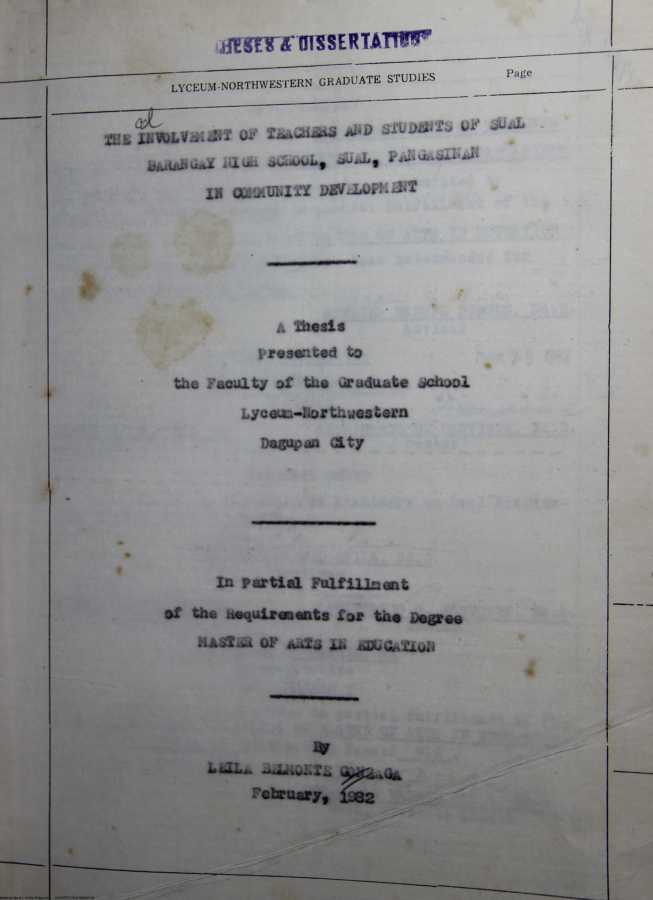 THESES & DISSERTATION
LYCEUM-NORTHWESTERN GRADUATE STUDIES Page
THE INVOLVEMENT OF TEACHERS AND STUDENTS OF SUAL
BARANGAY HIGH SCHOOL, SUAL, PANGASINAN
IN COMMUNITY DEVELOPMENT
A Thesis
Presented to
the Faculty of the Graduate School
Lyceum-Northwestern
Dagupan City
In Partial Fulfillment
of the Requirements for the Degree
MASTER OF ARTS IN EDUCATION
By
LEILA BELMONTE GONZAGA
February, 1982